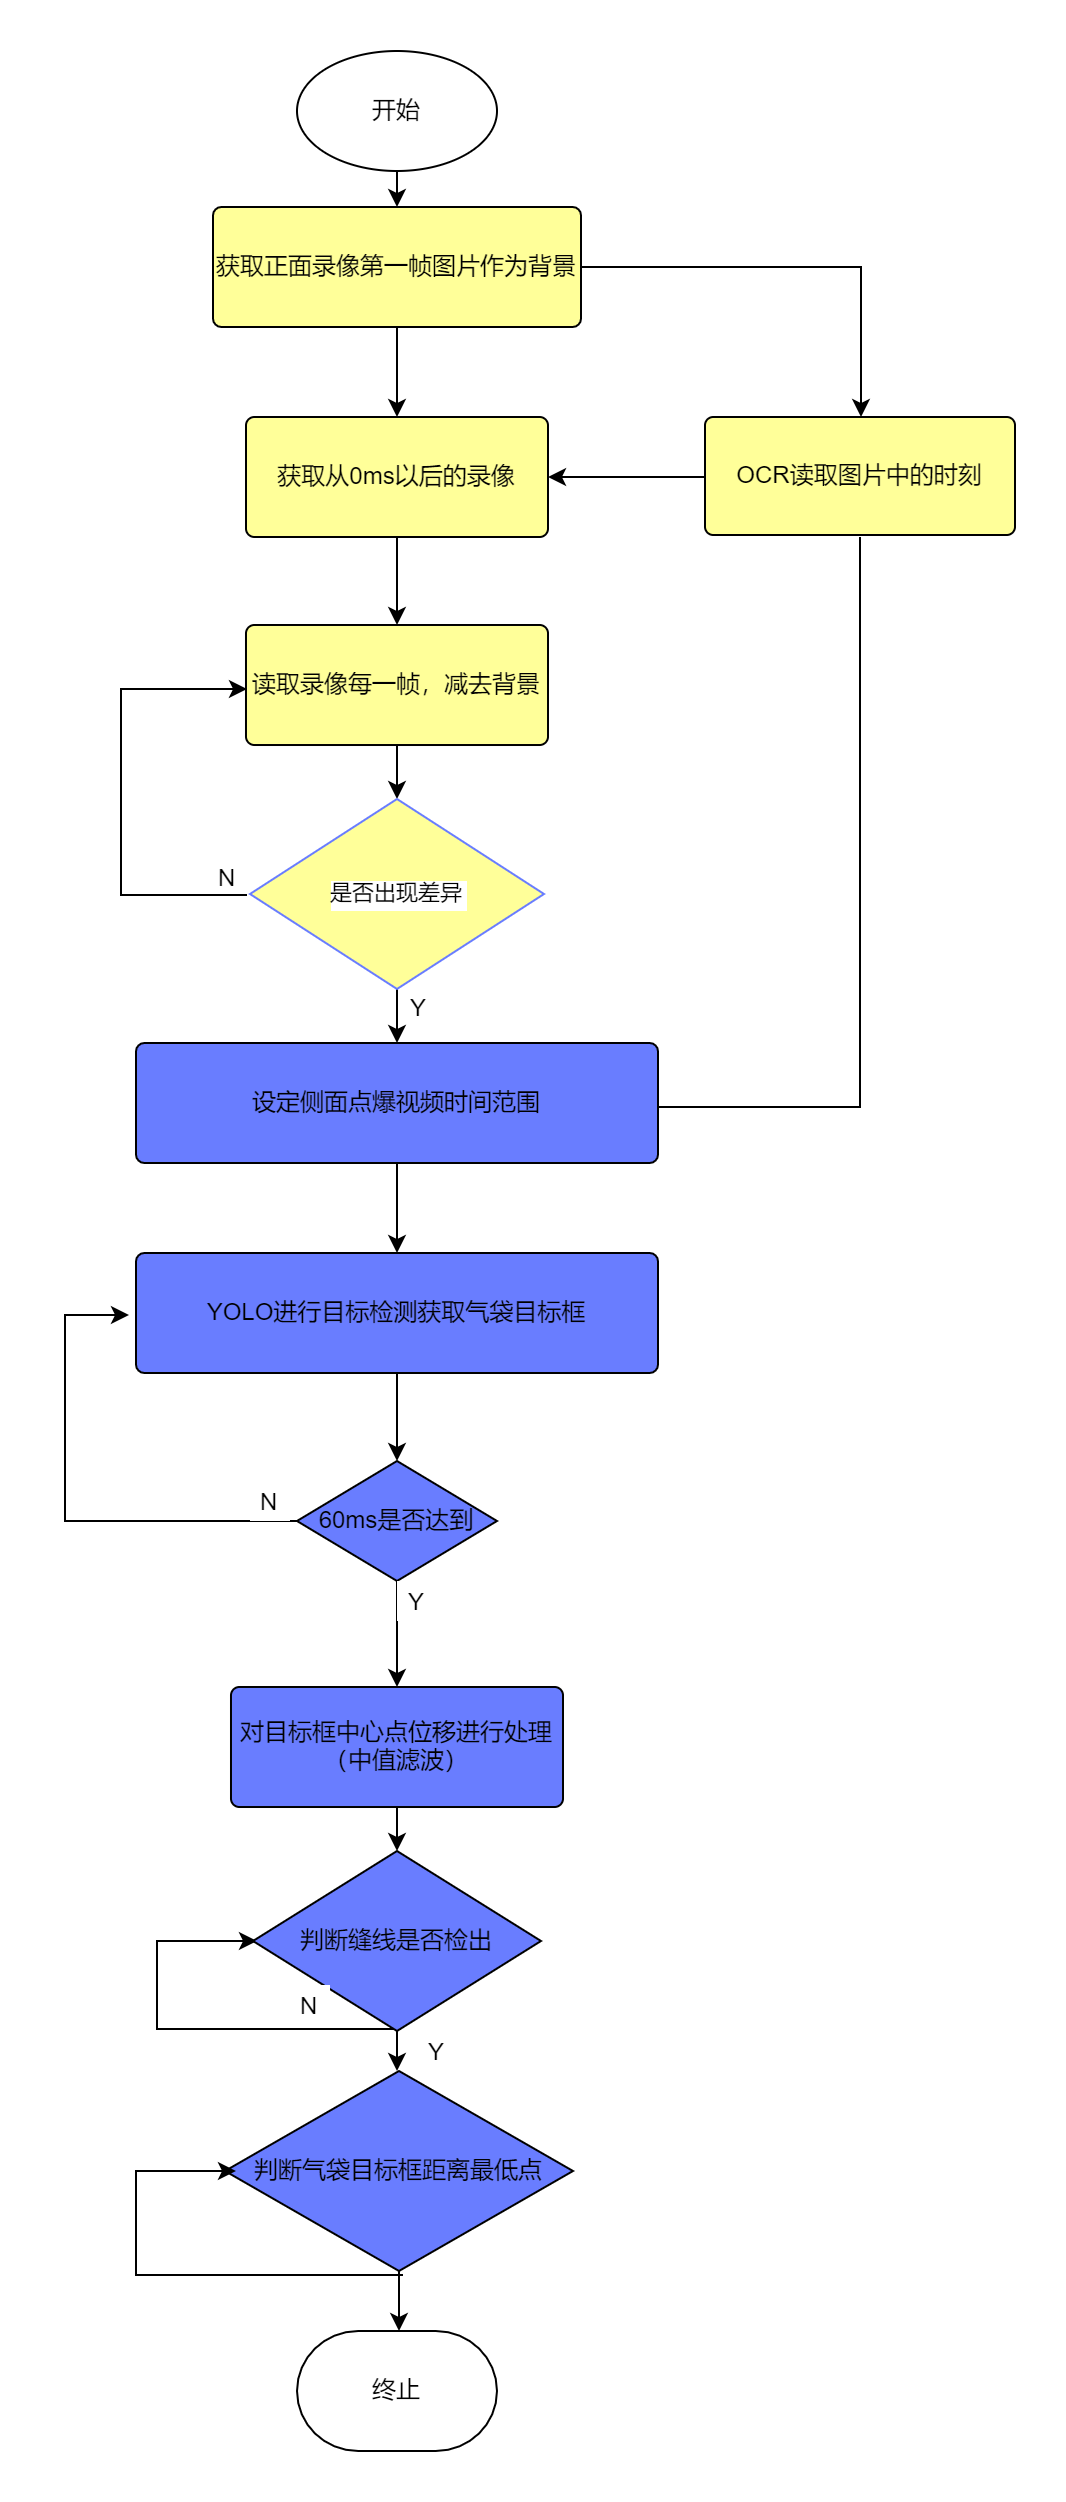 开始
获取正面录像第一帧图片作为背景
获取从0ms以后的录像
OCR读取图片中的时刻
读取录像每一帧，减去背景
N
是否出现差异
Y
设定侧面点爆视频时间范围
YOLO进行目标检测获取气袋目标框
N
60ms是否达到
Y
对目标框中心点位移进行处理
（中值滤波）
判断缝线是否检出
N
Y
判断气袋目标框距离最低点
终止